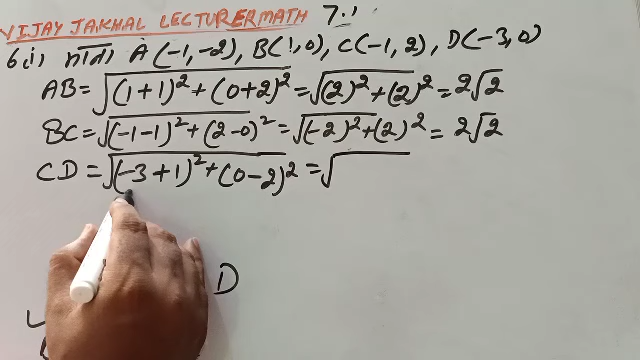 VIJAY JAKHAL LECTURER MATH 7.1
6(i) माना A(-1,-2), B(1,0), C(-1,2), D(-3,0)
AB = √(1+1)² + (0+2)² = √(2)² + (2)² = 2√2
BC = √(-1-1)² + (2-0)² = √(-2)² + (2)² = 2√2
CD = √(-3+1)² + (0-2)² = √
D